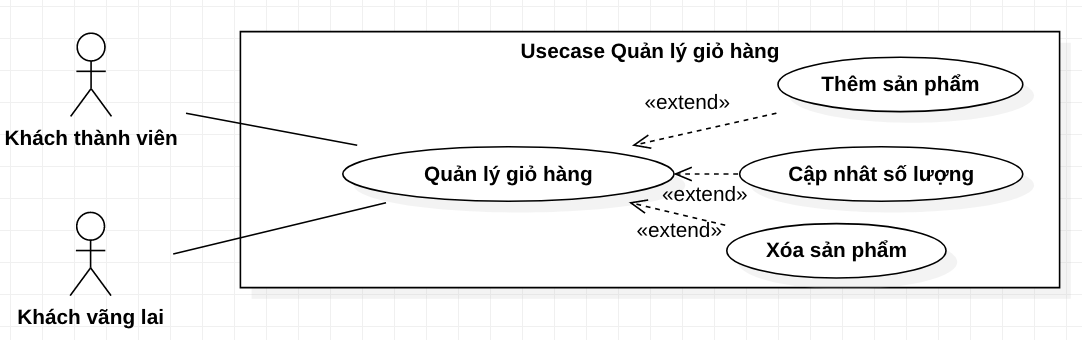 Usecase Quản lý giỏ hàng
Thêm sản phẩm
«extend»
Khách thành viên
Quản lý giỏ hàng
Cập nhât số lượng
«extend»
«extend»
Xóa sản phẩm
Khách vãng lai